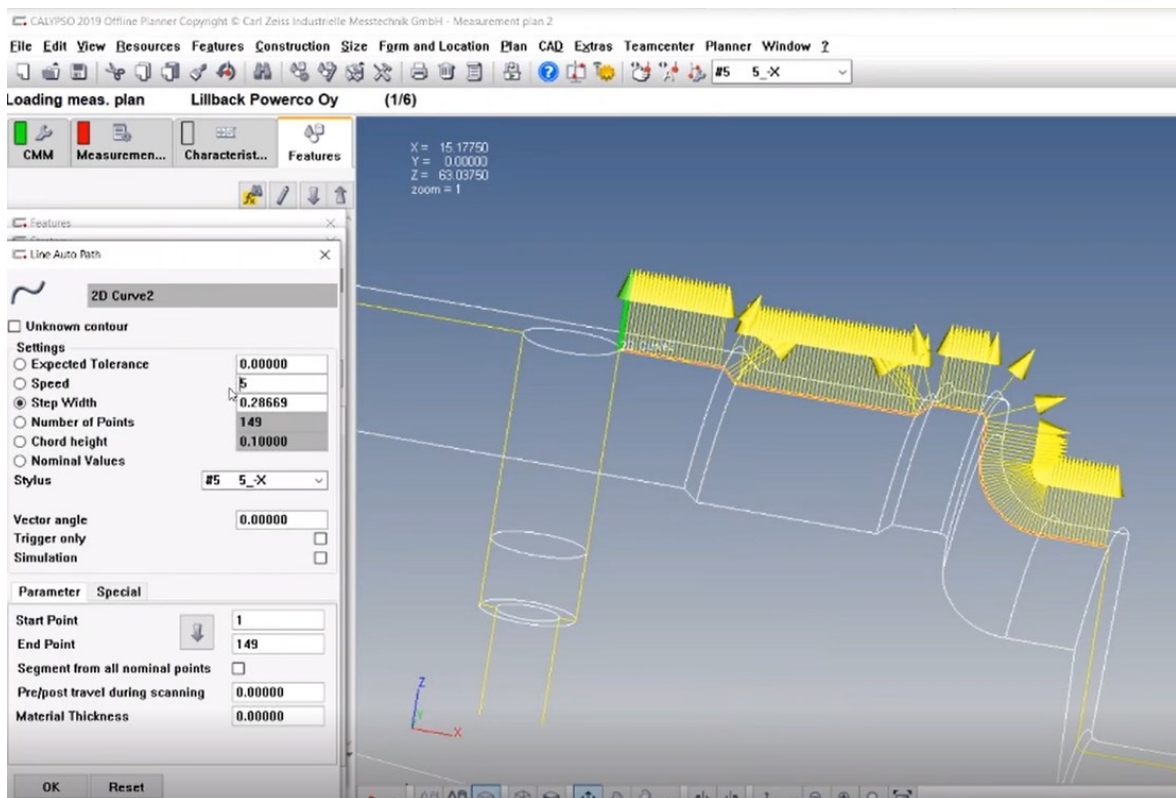 CALYPSO 2019 Offline Planner Copyright © Carl Zeiss Industrielle Messtechnik GmbH - Measurement plan 2
File Edit View Resources Features Construction Size Form and Location Plan CAD Extras Teamcenter Planner Window ?
#5 5_-X
Loading meas. plan Lillback Powerco Oy (1/6)
CMM Measuremen... Characterist... Features
X = 15.17750
Y = 0.00000
Z = 63.03750
zoom = 1
Features
Line Auto Path
2D Curve2
Unknown contour
Settings
Expected Tolerance 0.00000
Speed 5
Step Width 0.28669
Number of Points 149
Chord height 0.10000
Nominal Values
Stylus #5 5_-X
Vector angle 0.00000
Trigger only
Simulation
Parameter Special
Start Point 1
End Point 149
Segment from all nominal points
Pre/post travel during scanning 0.00000
Material Thickness 0.00000
OK Reset
Z
Y
X